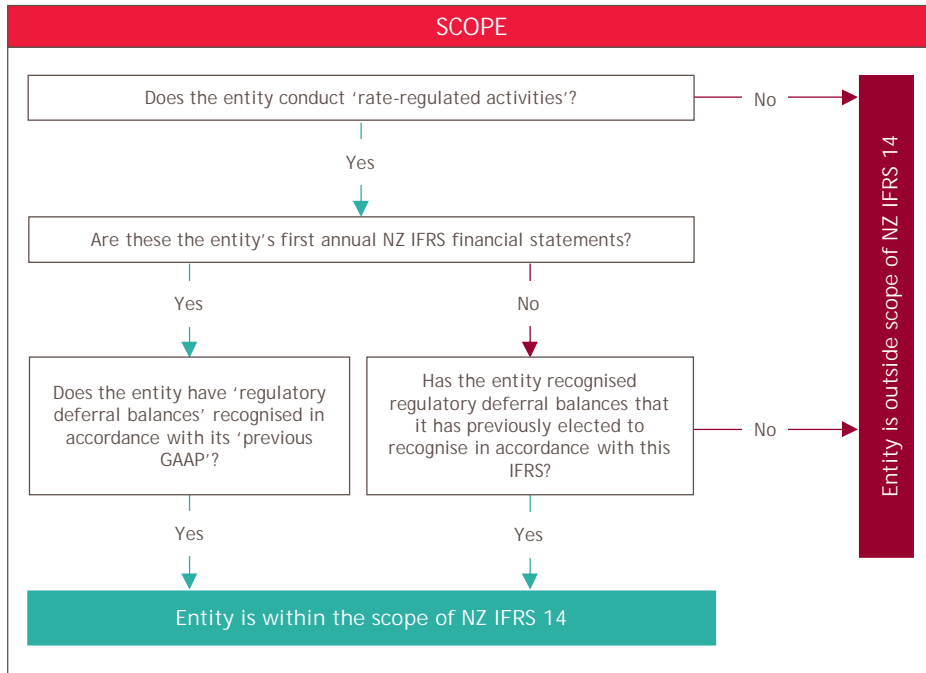 SCOPE
Does the entity conduct ‘rate-regulated activities’?
No
Yes
Are these the entity’s first annual NZ IFRS financial statements?
Yes
No
Does the entity have ‘regulatory
deferral balances’ recognised in
accordance with its ‘previous
GAAP’?
Has the entity recognised
regulatory deferral balances that
it has previously elected to
recognise in accordance with this
IFRS?
No
Yes
Yes
Entity is within the scope of NZ IFRS 14
Entity is outside scope of NZ IFRS 14